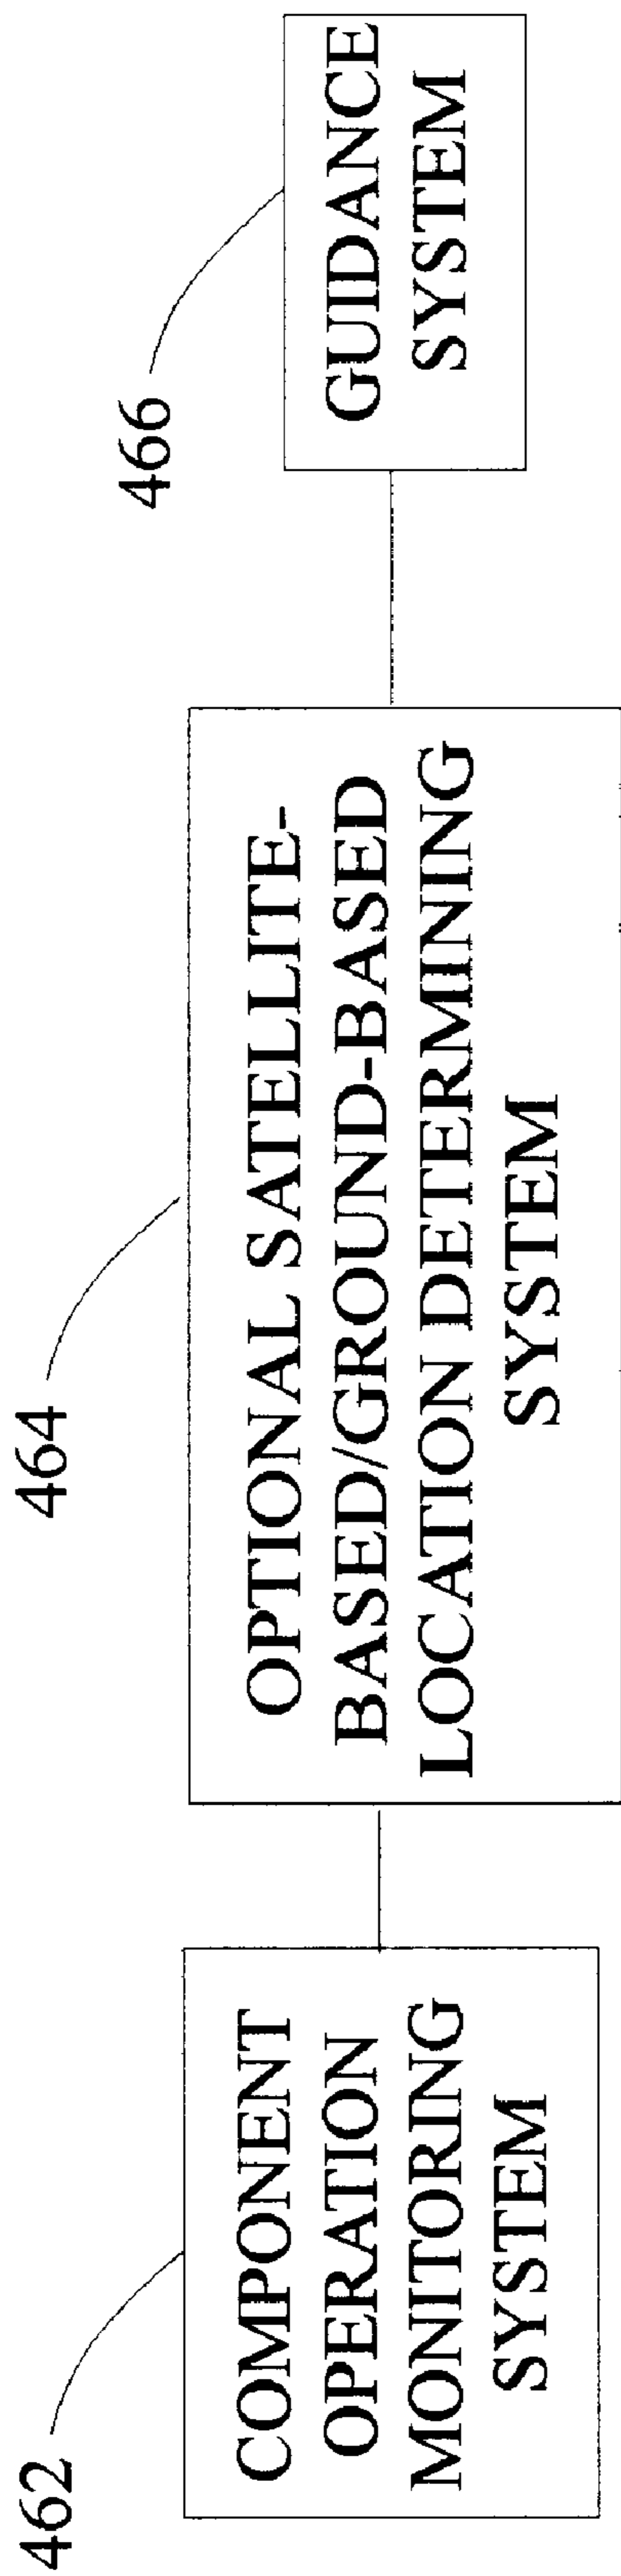 462
COMPONENT
OPERATION
MONITORING
SYSTEM
464
OPTIONAL SATELLITE-
BASED/GROUND-BASED
LOCATION DETERMINING
SYSTEM
466
GUIDANCE
SYSTEM